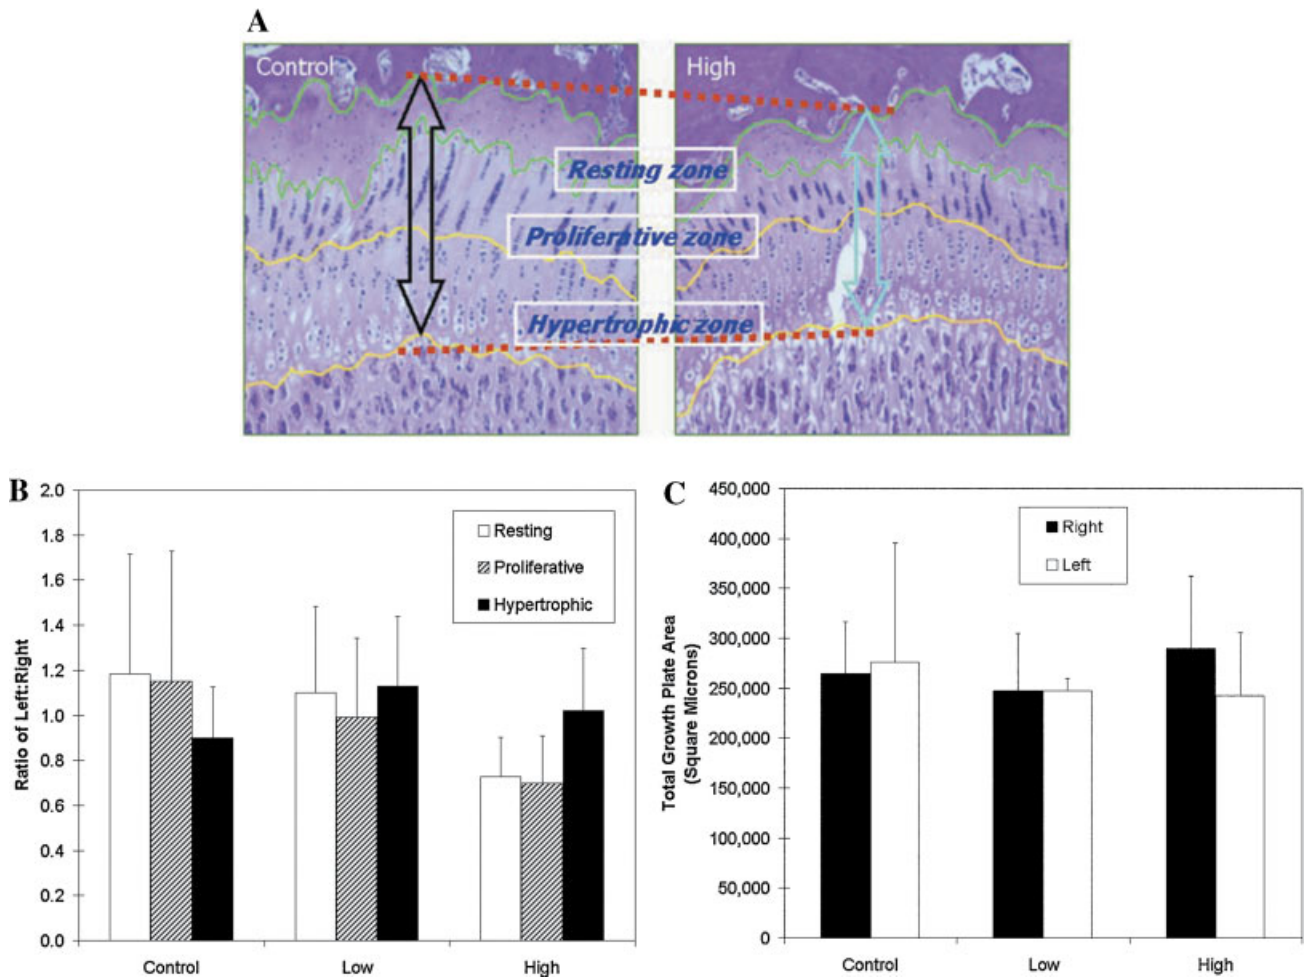 A
Control
High
Resting zone
Proliferative zone
Hypertrophic zone
B
2.0
1.8
1.6
1.4
1.2
1.0
0.8
0.6
0.4
0.2
0.0
Ratio of Left:Right
Resting
Proliferative
Hypertrophic
Control
Low
High
C
450,000
400,000
350,000
300,000
250,000
200,000
150,000
100,000
50,000
0
Total Growth Plate Area
(Square Microns)
Right
Left
Control
Low
High